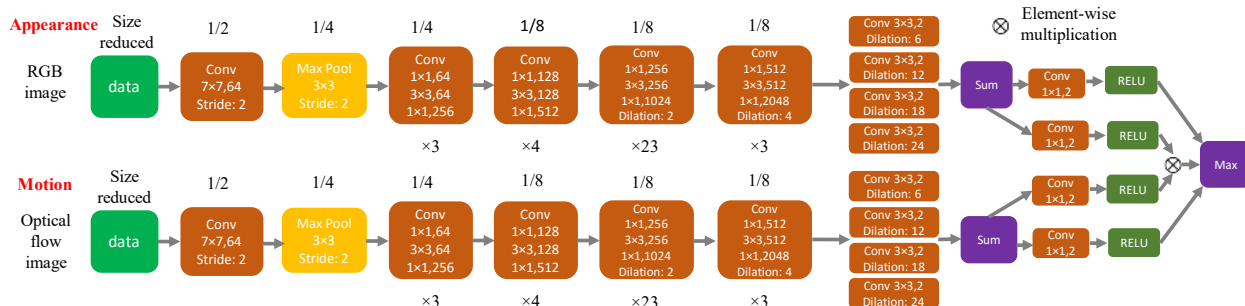 Appearance
Size
reduced
1/2
1/4
1/4
1/8
1/8
1/8
RGB
image
data
Conv
7×7,64
Stride: 2
Max Pool
3×3
Stride: 2
Conv
1×1,64
3×3,64
1×1,256
Conv
1×1,128
3×3,128
1×1,512
Conv
1×1,256
3×3,256
1×1,1024
Dilation: 2
Conv
1×1,512
3×3,512
1×1,2048
Dilation: 4
Conv 3×3,2
Dilation: 6
Conv 3×3,2
Dilation: 12
Conv 3×3,2
Dilation: 18
Conv 3×3,2
Dilation: 24
×3
×4
×23
×3
Sum
Conv
1×1,2
RELU
Conv
1×1,2
RELU
Element-wise
multiplication
Max
Motion
Size
reduced
1/2
1/4
1/4
1/8
1/8
1/8
Optical
flow
image
data
Conv
7×7,64
Stride: 2
Max Pool
3×3
Stride: 2
Conv
1×1,64
3×3,64
1×1,256
Conv
1×1,128
3×3,128
1×1,512
Conv
1×1,256
3×3,256
1×1,1024
Dilation: 2
Conv
1×1,512
3×3,512
1×1,2048
Dilation: 4
Conv 3×3,2
Dilation: 6
Conv 3×3,2
Dilation: 12
Conv 3×3,2
Dilation: 18
Conv 3×3,2
Dilation: 24
×3
×4
×23
×3
Sum
Conv
1×1,2
RELU
Conv
1×1,2
RELU